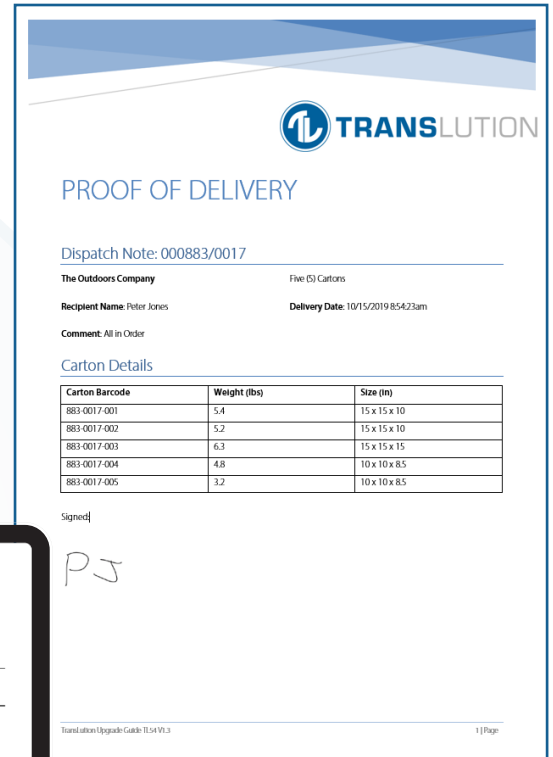 TRANSLUTION
PROOF OF DELIVERY
Dispatch Note: 000883/0017
The Outdoors Company Five (5) Cartons
Recipient Name: Peter Jones Delivery Date: 10/15/2019 8:54:23am
Comment: All in Order
Carton Details
Carton Barcode Weight (lbs) Size (in)
883-0017-001 5.4 15 x 15 x 10
883-0017-002 5.2 15 x 15 x 10
883-0017-003 6.3 15 x 15 x 15
883-0017-004 4.8 10 x 10 x 8.5
883-0017-005 3.2 10 x 10 x 8.5
Signed:
PJ
TransLution Upgrade Guide TL54 V1.3 1 | Page